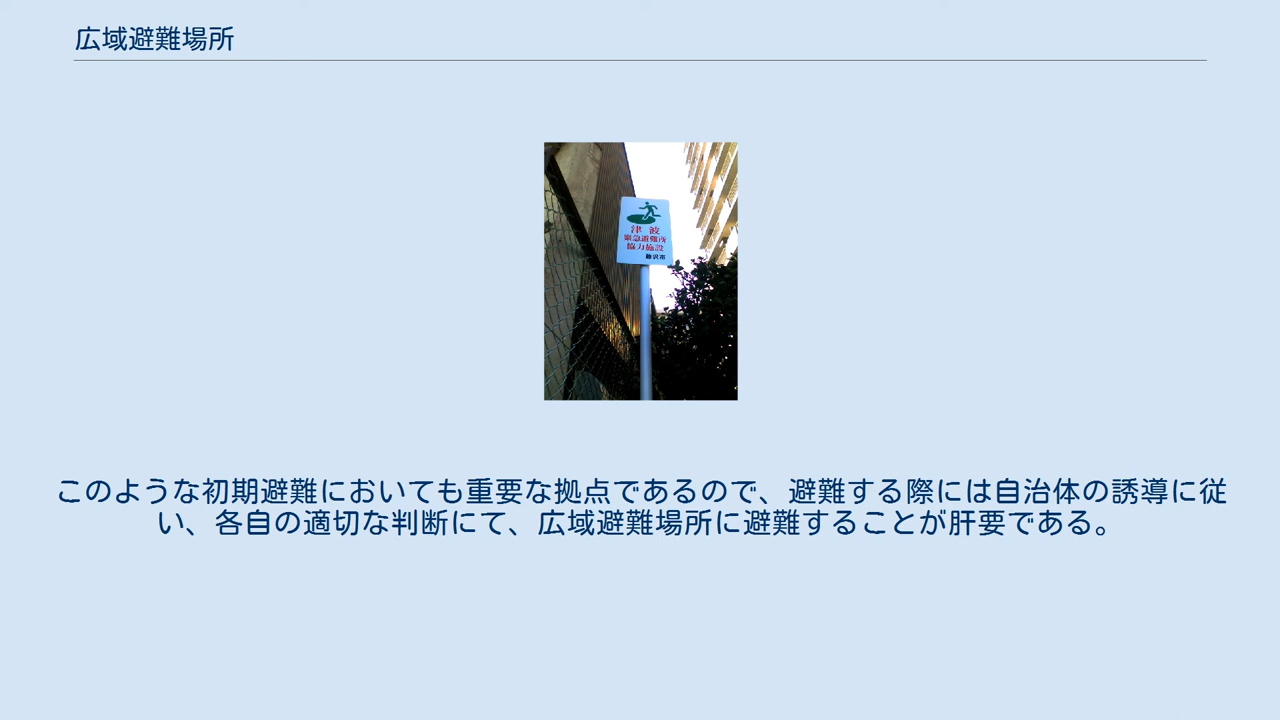 広域避難場所
津波
緊急避難所
協力施設
藤沢市
このような初期避難においても重要な拠点であるので、避難する際には自治体の誘導に従
い、各自の適切な判断にて、広域避難場所に避難することが肝要である。